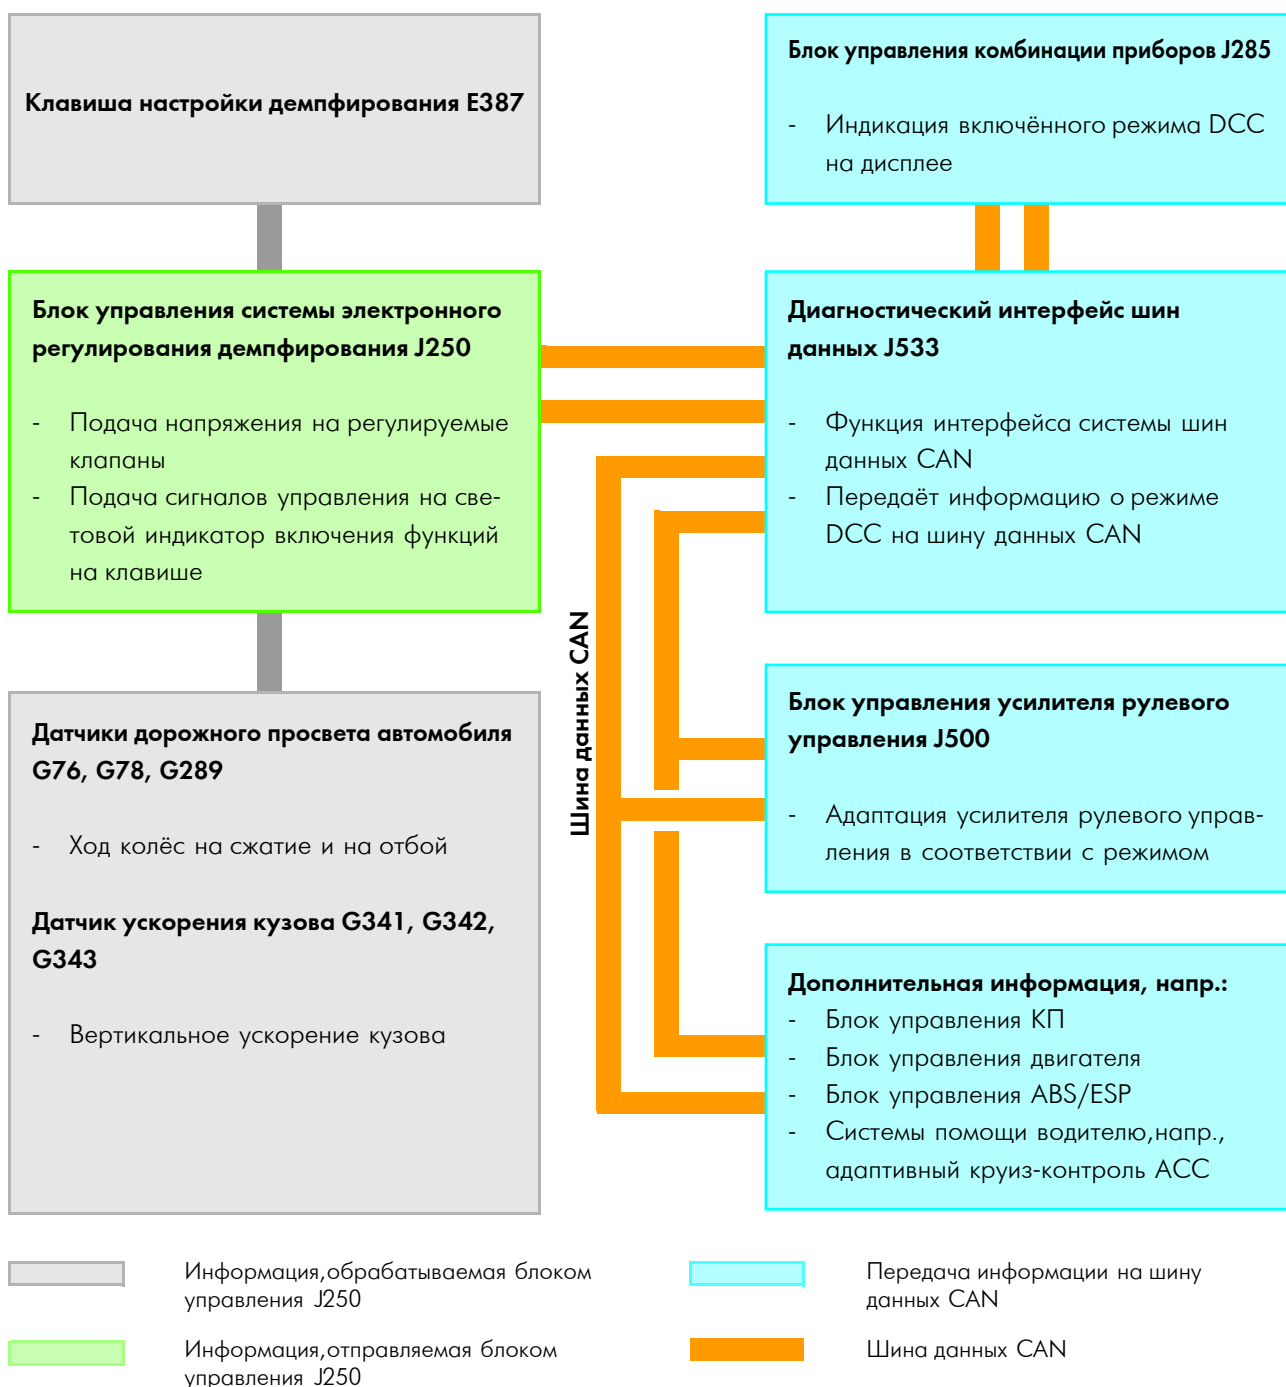 Клавиша настройки демпфирования E387
Блок управления комбинации приборов J285
- Индикация включённого режима DCC
на дисплее
Блок управления системы электронного
регулирования демпфирования J250
- Подача напряжения на регулируемые
клапаны
- Подача сигналов управления на све-
товой индикатор включения функций
на клавише
Диагностический интерфейс шин
данных J533
- Функция интерфейса системы шин
данных CAN
- Передаёт информацию о режиме
DCC на шину данных CAN
Шина данных CAN
Датчики дорожного просвета автомобиля
G76, G78, G289
- Ход колёс на сжатие и на отбой
Датчик ускорения кузова G341, G342,
G343
- Вертикальное ускорение кузова
Блок управления усилителя рулевого
управления J500
- Адаптация усилителя рулевого управ-
ления в соответствии с режимом
Дополнительная информация, напр.:
- Блок управления КП
- Блок управления двигателя
- Блок управления ABS/ESP
- Системы помощи водителю,напр.,
адаптивный круиз-контроль ACC
Информация,обрабатываемая блоком
управления J250
Информация,отправляемая блоком
управления J250
Передача информации на шину
данных CAN
Шина данных CAN